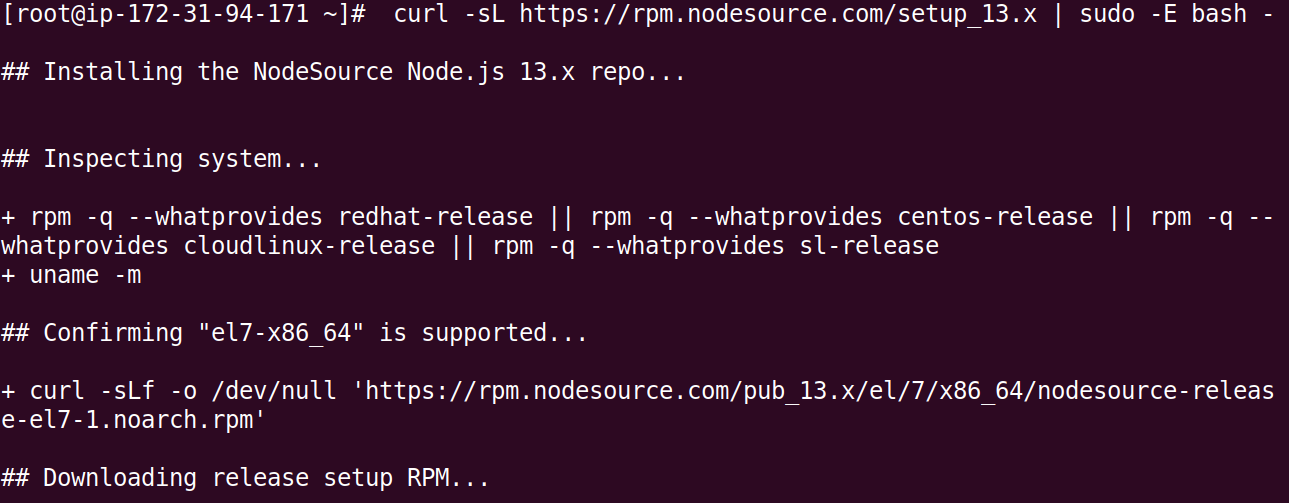 [root@ip-172-31-94-171 ~]#  curl -sL https://rpm.nodesource.com/setup_13.x | sudo -E bash -
## Installing the NodeSource Node.js 13.x repo...
## Inspecting system...
+ rpm -q --whatprovides redhat-release || rpm -q --whatprovides centos-release || rpm -q --
whatprovides cloudlinux-release || rpm -q --whatprovides sl-release
+ uname -m
## Confirming "el7-x86_64" is supported...
+ curl -sLf -o /dev/null 'https://rpm.nodesource.com/pub_13.x/el/7/x86_64/nodesource-releas
e-el7-1.noarch.rpm'
## Downloading release setup RPM...